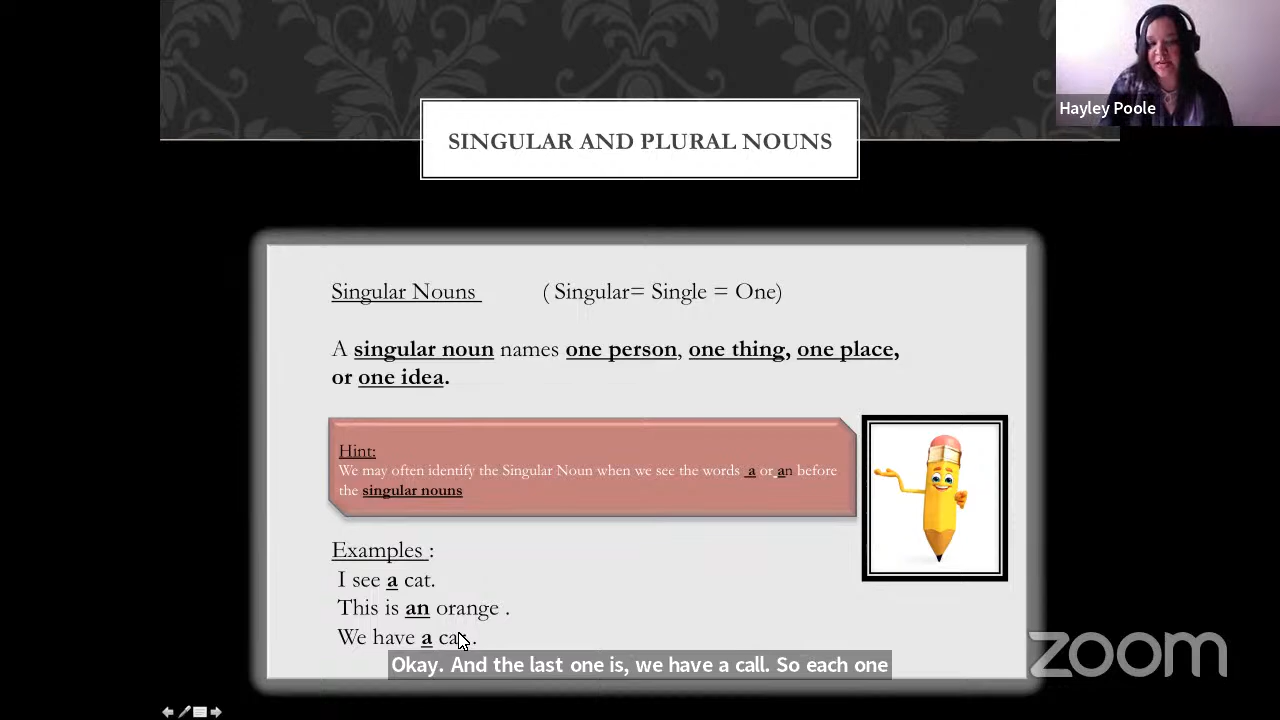 Hayley Poole
SINGULAR AND PLURAL NOUNS
Singular Nouns ( Singular= Single = One)
A singular noun names one person, one thing, one place,
or one idea.
Hint:
We may often identify the Singular Noun when we see the words a or an before
the singular nouns
Examples :
I see a cat.
This is an orange .
We have a .
Okay. And the last one is, we have a call. So each one
zoom